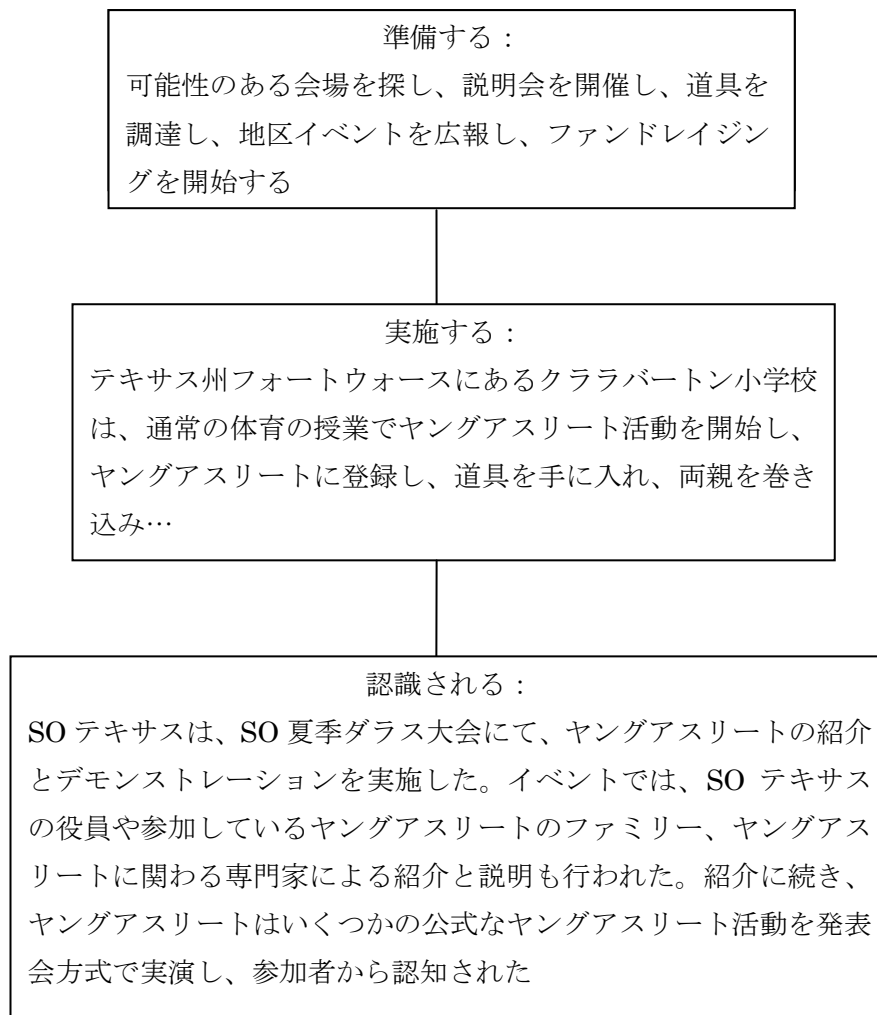 準備する：
可能性のある会場を探し、説明会を開催し、道具を
調達し、地区イベントを広報し、ファンドレイジン
グを開始する
実施する：
テキサス州フォートウォースにあるクララバートン小学校
は、通常の体育の授業でヤングアスリート活動を開始し、
ヤングアスリートに登録し、道具を手に入れ、両親を巻き
込み…
認識される：
SO テキサスは、SO 夏季ダラス大会にて、ヤングアスリートの紹介
とデモンストレーションを実施した。イベントでは、SO テキサス
の役員や参加しているヤングアスリートのファミリー、ヤングアス
リートに関わる専門家による紹介と説明も行われた。紹介に続き、
ヤングアスリートはいくつかの公式なヤングアスリート活動を発表
会方式で実演し、参加者から認知された